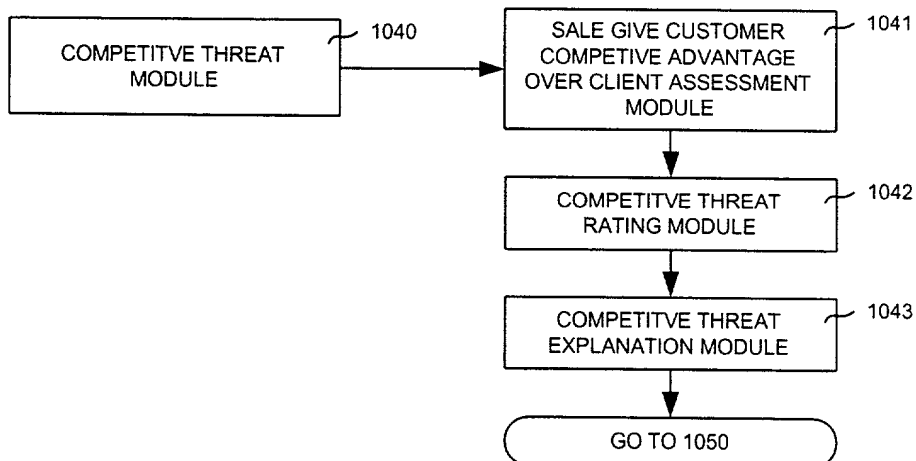 COMPETITVE THREAT
MODULE
1040
SALE GIVE CUSTOMER
COMPETIVE ADVANTAGE
OVER CLIENT ASSESSMENT
MODULE
1041
COMPETITVE THREAT
RATING MODULE
1042
COMPETITVE THREAT
EXPLANATION MODULE
1043
GO TO 1050